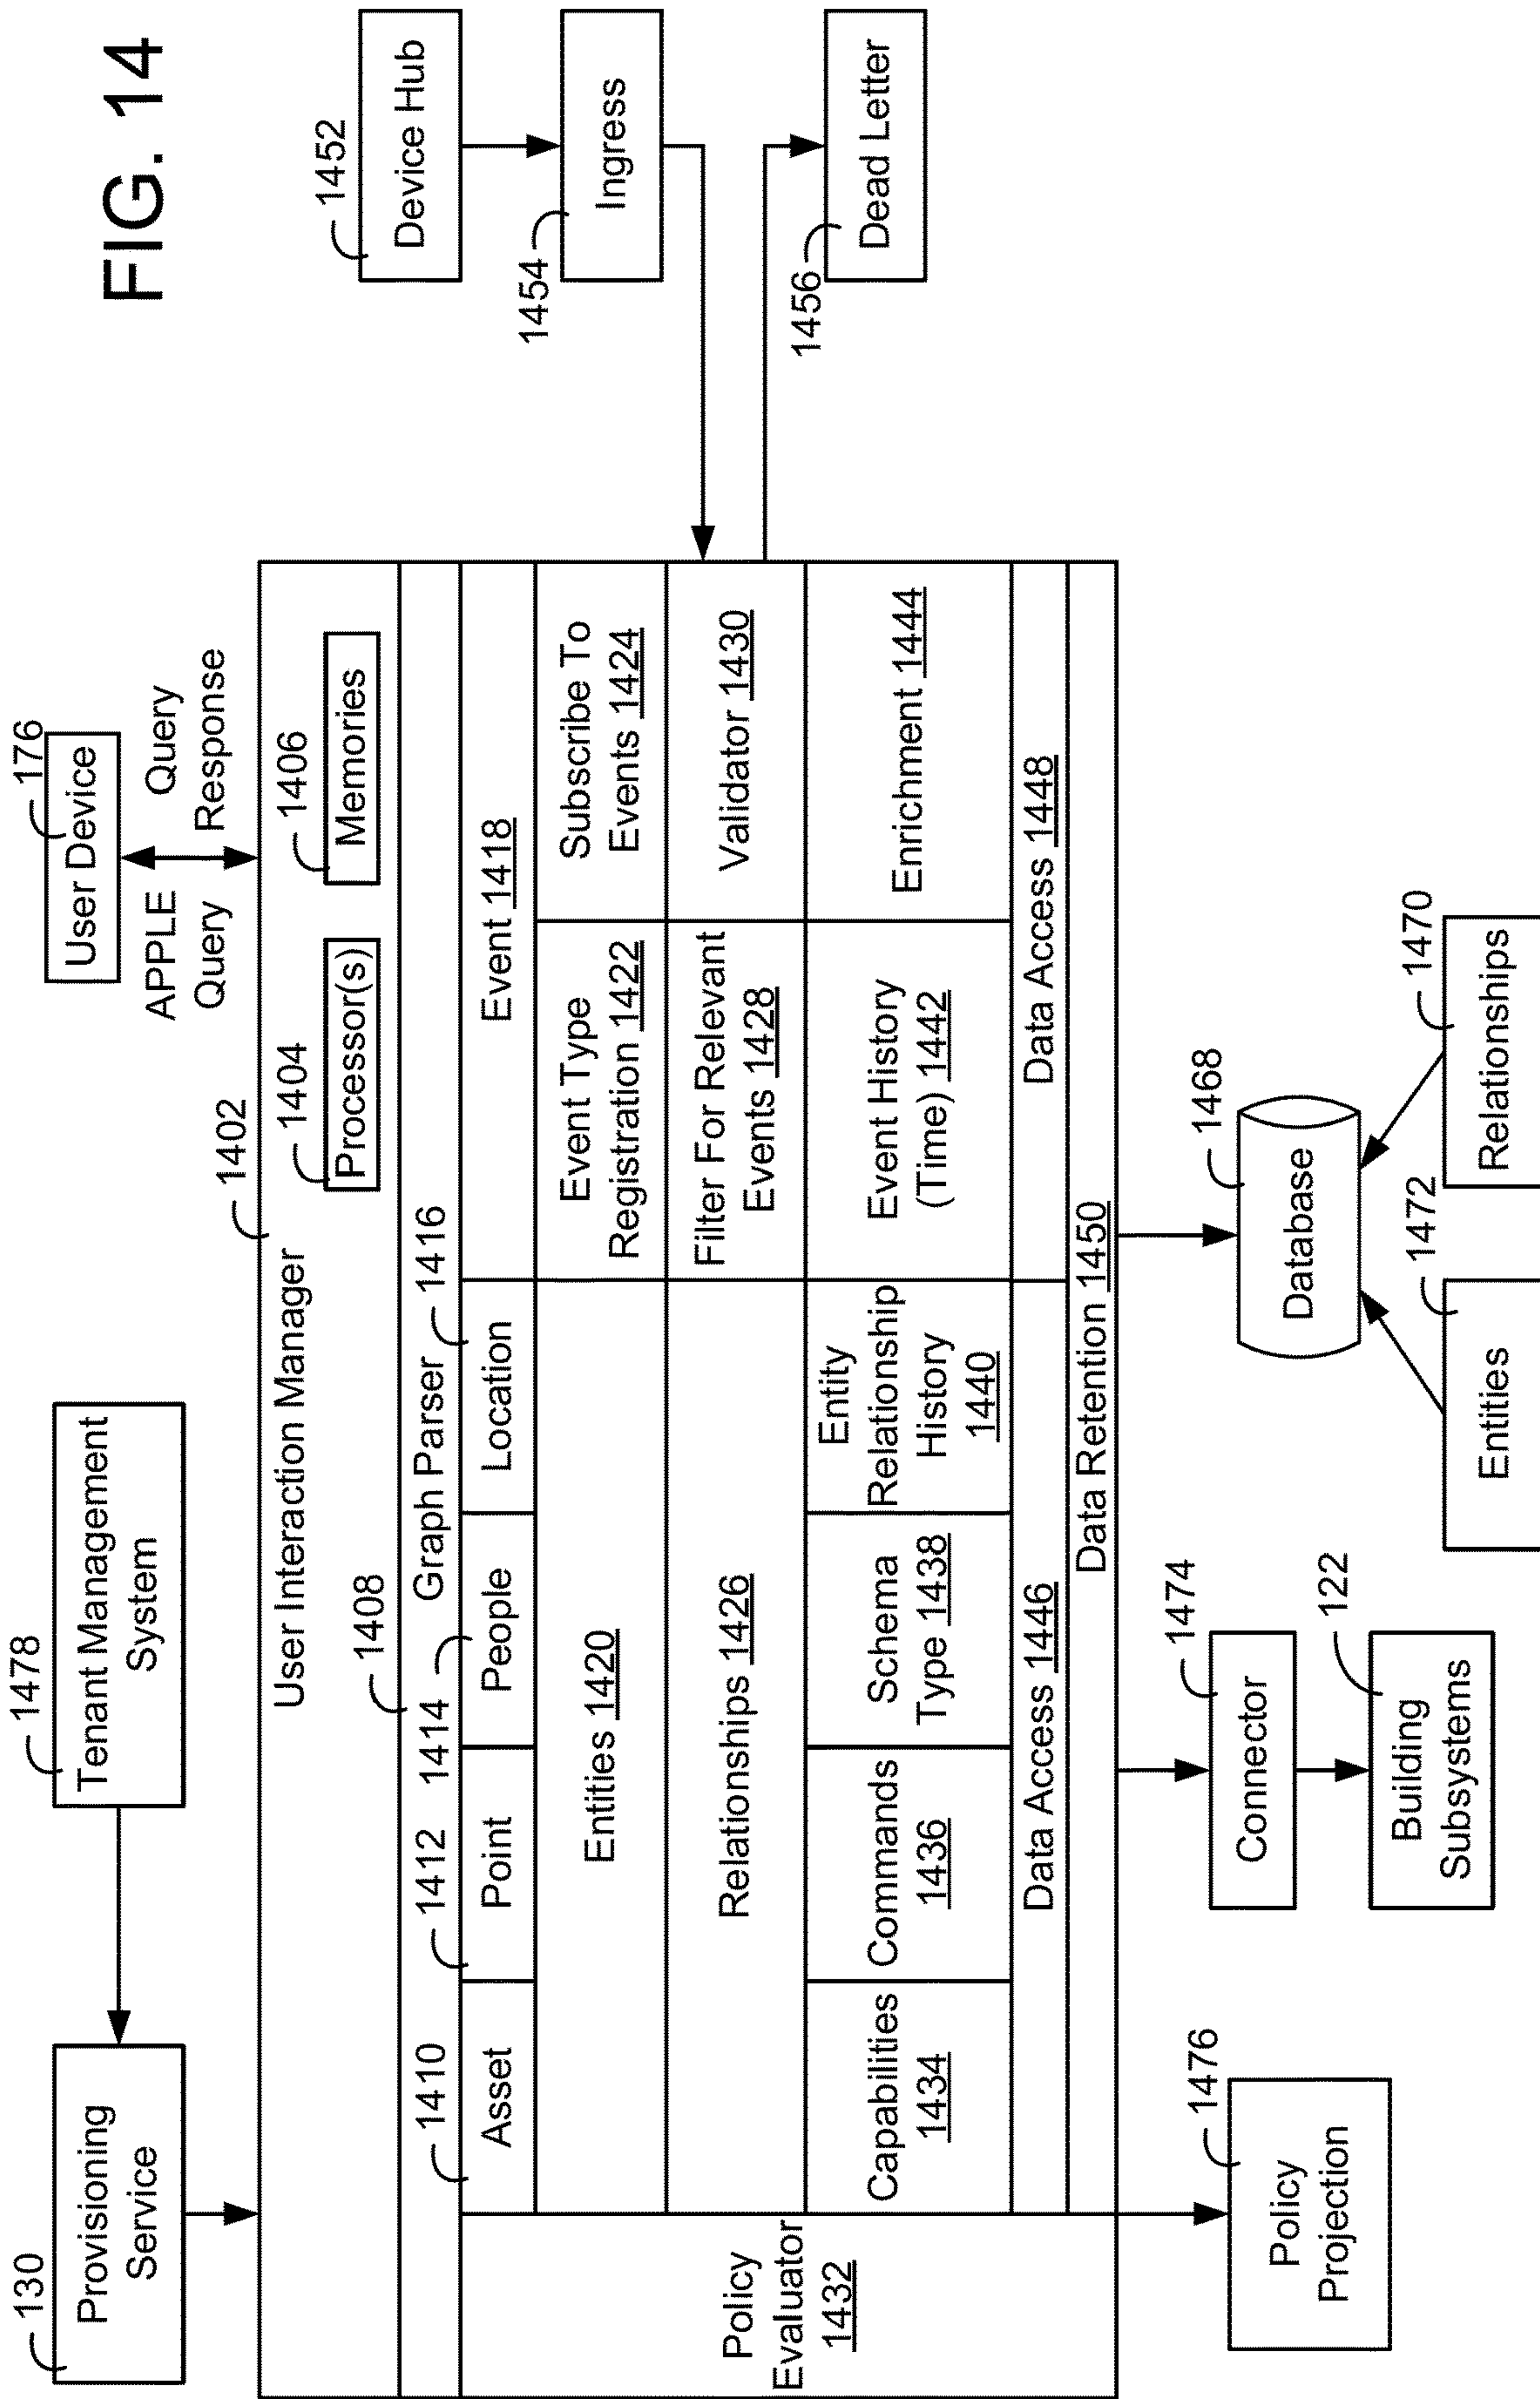 FIG. 14
130
Provisioning
Service
1478
Tenant Management
System
176
User Device
APPLE
Query
Query
Response
1402
User Interaction Manager
1404
Processor(s)
1406
Memories
1408
Graph Parser
1410
Asset
1412
Point
1414
People
1416
Location
Event 1418
Entities 1420
Event Type
Registration 1422
Subscribe To
Events 1424
Relationships 1426
Filter For Relevant
Events 1428
Validator 1430
Policy
Evaluator
1432
Capabilities
1434
Commands
1436
Schema
Type 1438
Entity
Relationship
History
1440
Event History
(Time) 1442
Enrichment 1444
Data Access 1446
Data Access 1448
Data Retention 1450
1452
Device Hub
1454
Ingress
1456
Dead Letter
1476
Policy
Projection
1474
Connector
122
Building
Subsystems
1468
Database
1472
Entities
1470
Relationships